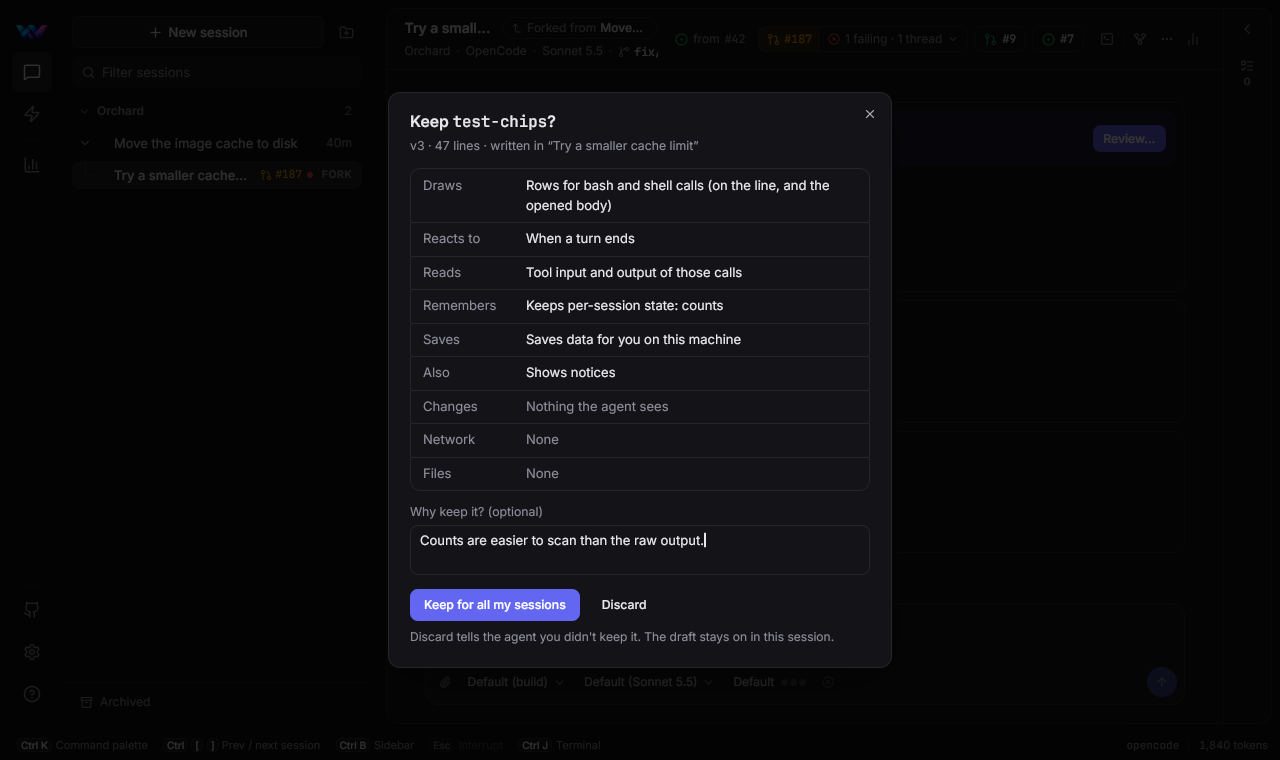 New session
Filter sessions
Orchard 2
Move the image cache to disk 40m
Try a smaller cache... #187 FORK
Archived
Try a small... Forked from Move...
Orchard · OpenCode · Sonnet 5.5 · fix/
from #42 #187 1 failing · 1 thread #9 #7
0
Review...
Keep test-chips?
v3 · 47 lines · written in “Try a smaller cache limit”
Draws Rows for bash and shell calls (on the line, and the
opened body)
Reacts to When a turn ends
Reads Tool input and output of those calls
Remembers Keeps per-session state: counts
Saves Saves data for you on this machine
Also Shows notices
Changes Nothing the agent sees
Network None
Files None
Why keep it? (optional)
Counts are easier to scan than the raw output.
Keep for all my sessions Discard
Discard tells the agent you didn't keep it. The draft stays on in this session.
Default (build) Default (Sonnet 5.5) Default
Ctrl K Command palette Ctrl [ ] Prev / next session Ctrl B Sidebar Esc Interrupt Ctrl J Terminal opencode 1,840 tokens